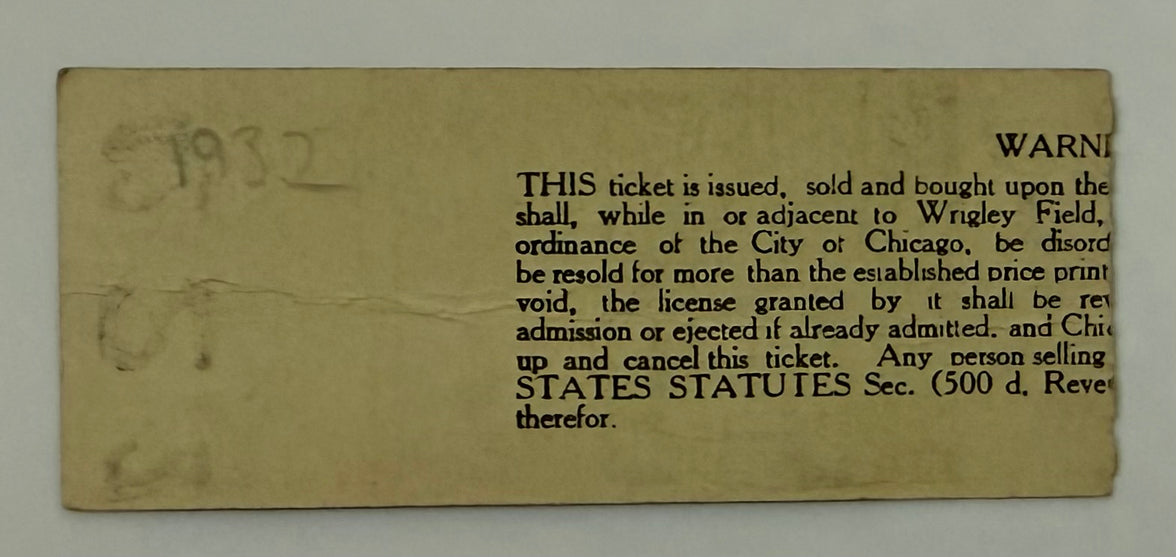 1932
WARNI
THIS ticket is issued, sold and bought upon the
shall, while in or adjacent to Wrigley Field,
ordinance of the City of Chicago, be disord
be resold for more than the established price print
void, the license granted by it shall be rev
admission or ejected if already admitted, and Chic
up and cancel this ticket. Any person selling
STATES STATUTES Sec. (500 d, Reve
therefor.